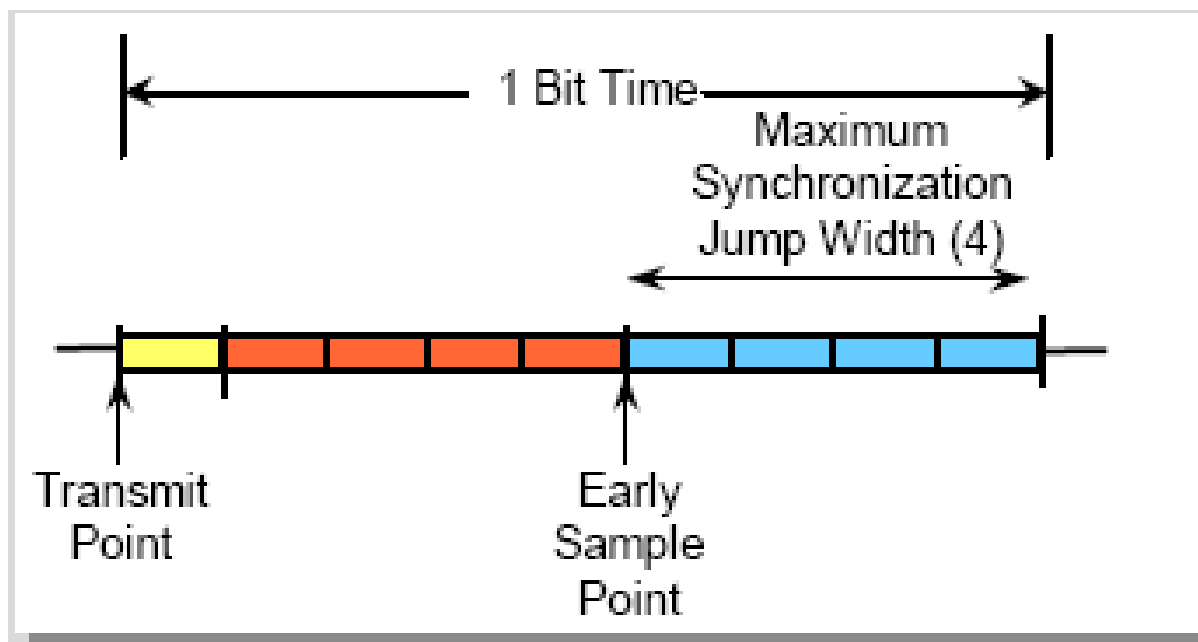 1 Bit Time
Maximum
Synchronization
Jump Width (4)
Transmit
Point
Early
Sample
Point